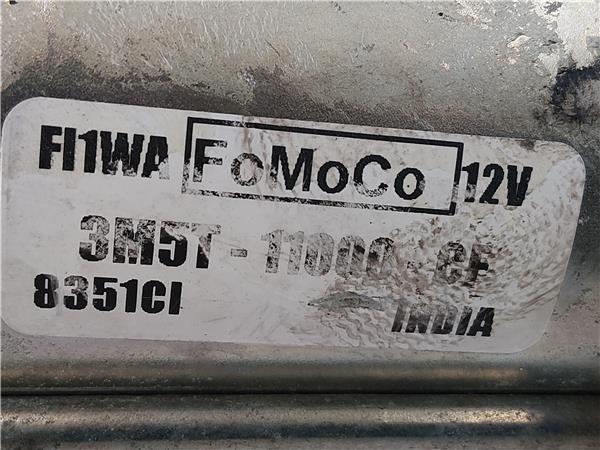 FI1WA FoMoCo 12V
3M5T-11000-CF
8351CI INDIA